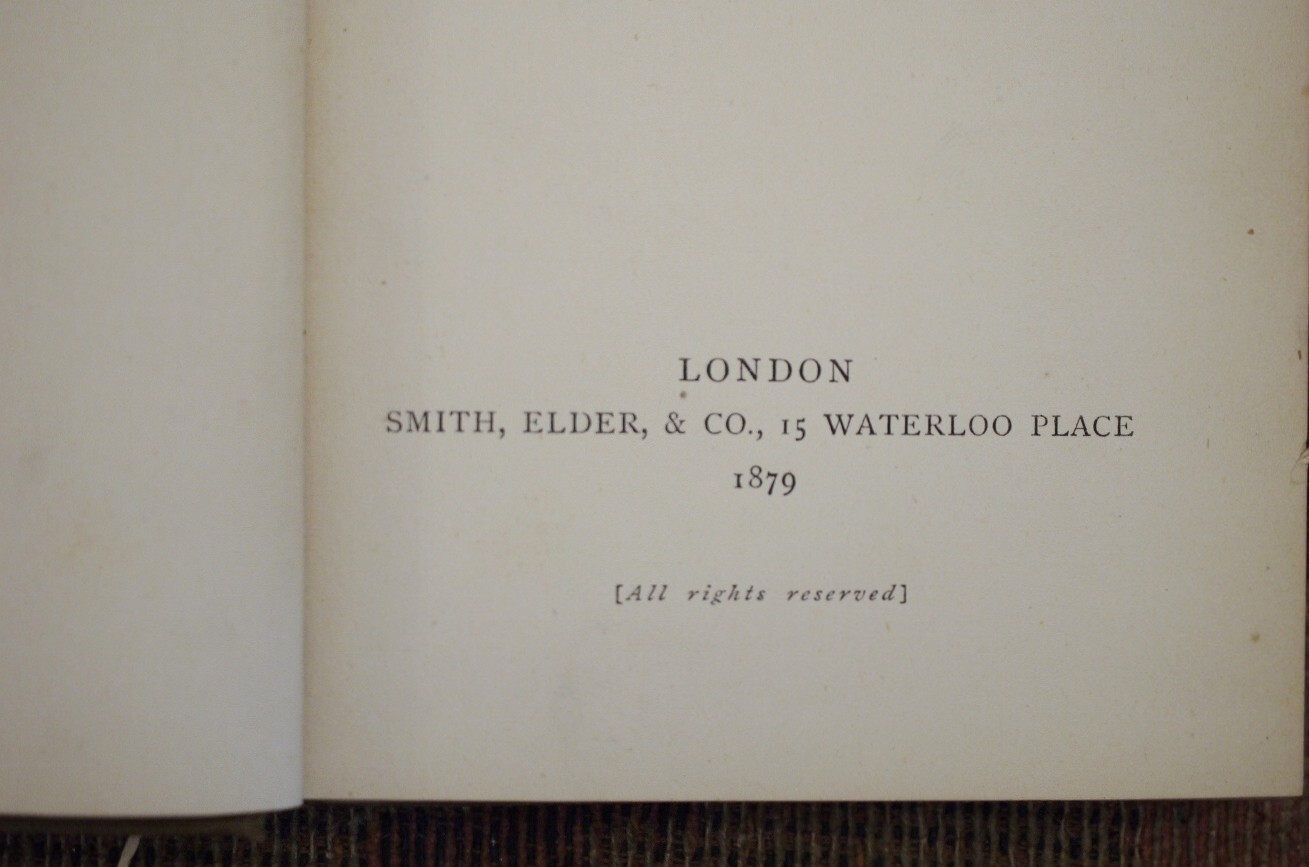 LONDON
SMITH, ELDER, & CO., 15 WATERLOO PLACE
1879
[All rights reserved]